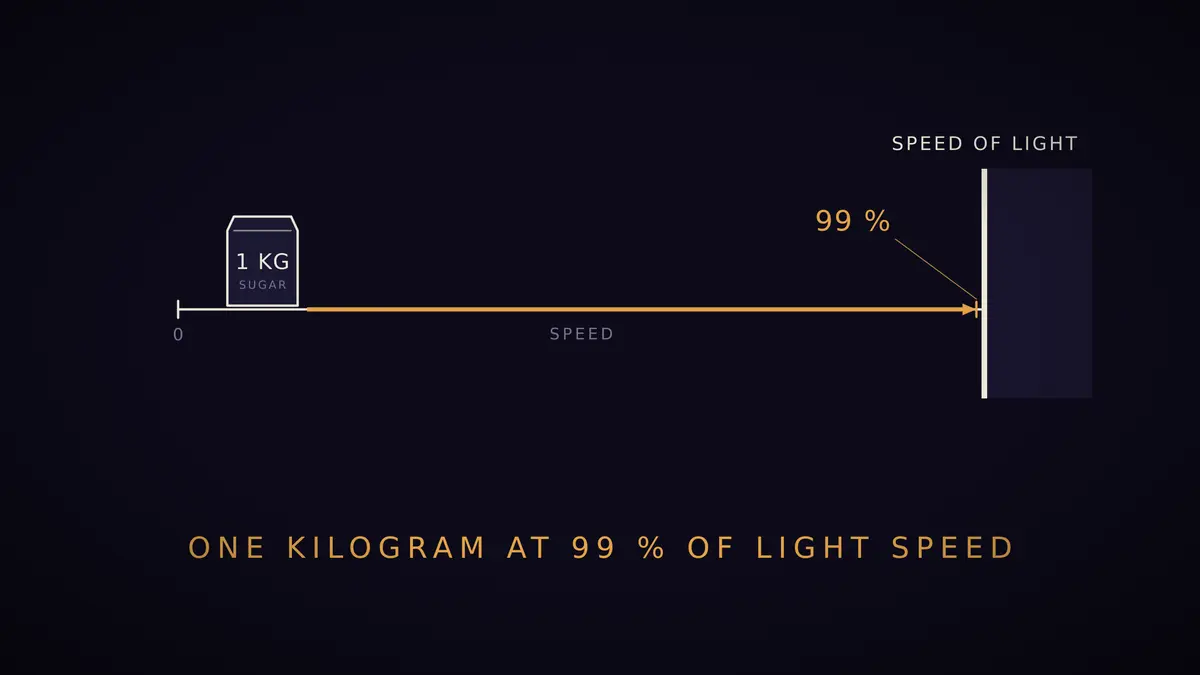 SPEED OF LIGHT
99 %
1 KG
SUGAR
0
SPEED
ONE KILOGRAM AT 99 % OF LIGHT SPEED